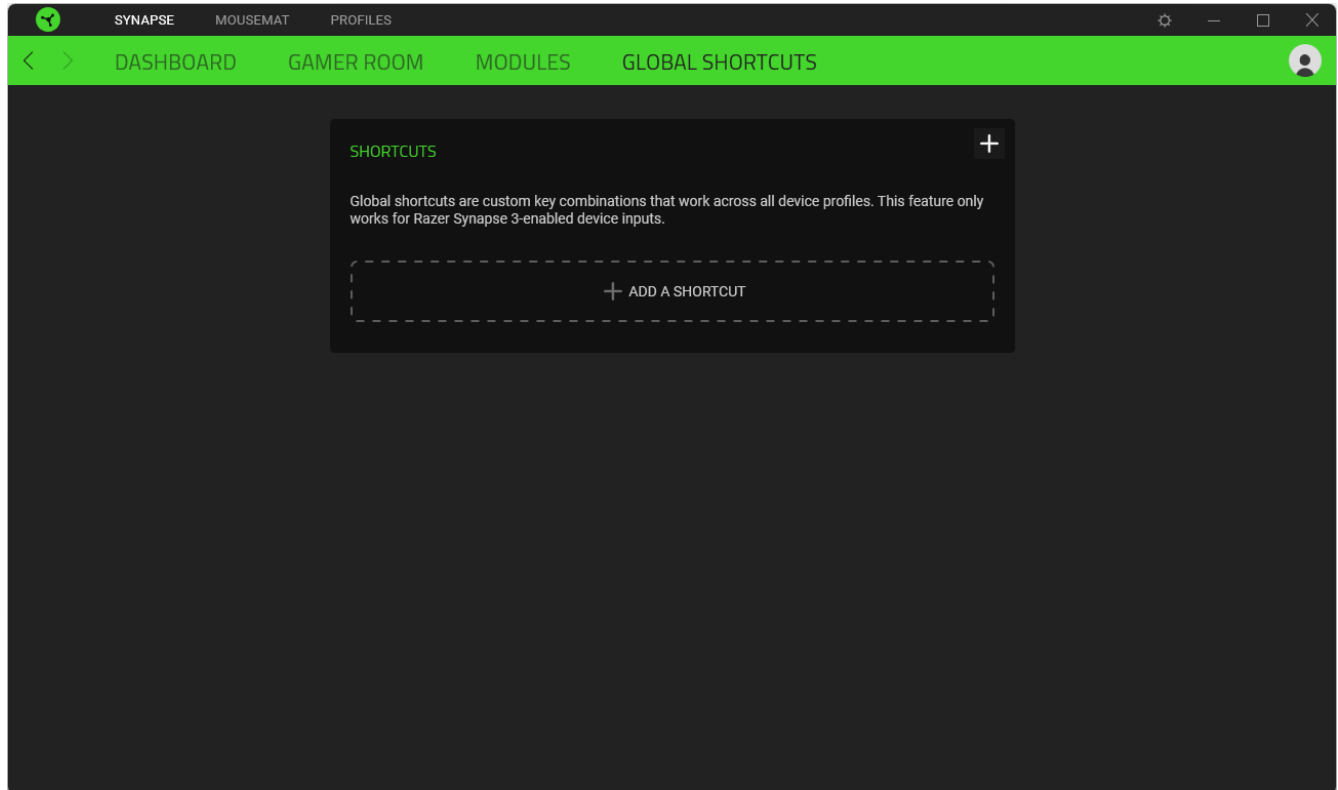 SYNAPSE MOUSEMAT PROFILES
DASHBOARD GAMER ROOM MODULES GLOBAL SHORTCUTS
SHORTCUTS
Global shortcuts are custom key combinations that work across all device profiles. This feature only
works for Razer Synapse 3-enabled device inputs.
ADD A SHORTCUT